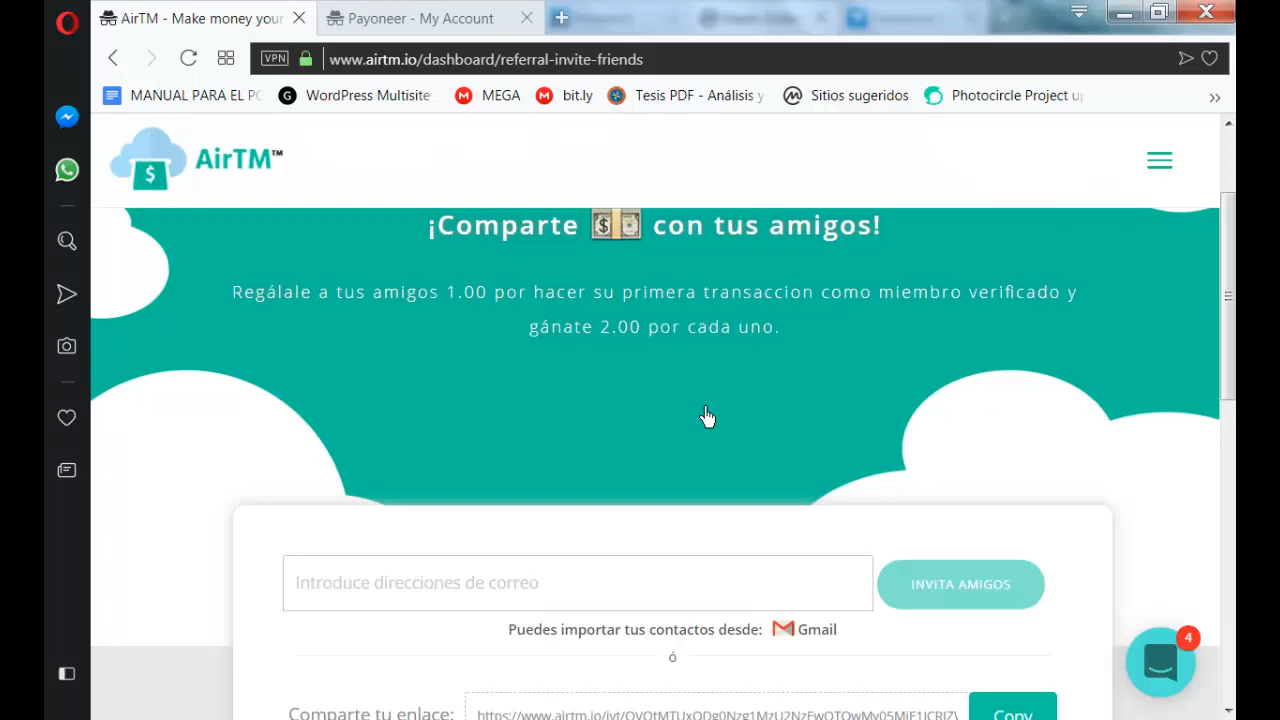 AirTM - Make money your
Payoneer - My Account
VPN
www.airtm.io/dashboard/referral-invite-friends
MANUAL PARA EL PO
WordPress Multisite
MEGA
bit.ly
Tesis PDF - Análisis y
Sitios sugeridos
Photocircle Project up
AirTM™
¡Comparte con tus amigos!
Regálale a tus amigos 1.00 por hacer su primera transaccion como miembro verificado y
gánate 2.00 por cada uno.
Introduce direcciones de correo
INVITA AMIGOS
Puedes importar tus contactos desde: Gmail
4
ó
Comparte tu enlace:
Copy